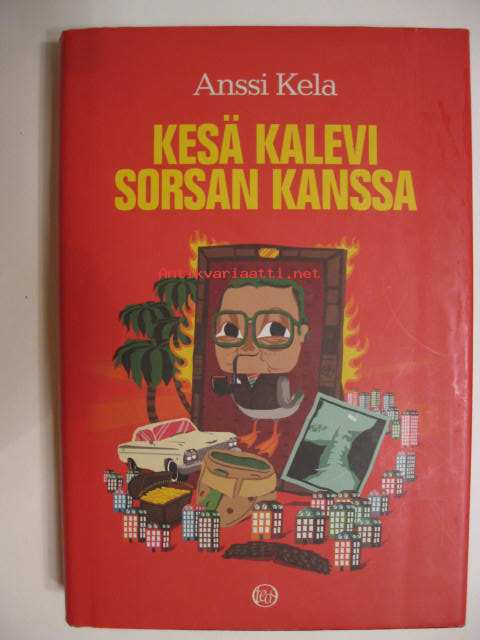 Anssi Kela
KESÄ KALEVI
SORSAN KANSSA
Antikvariaatti.net